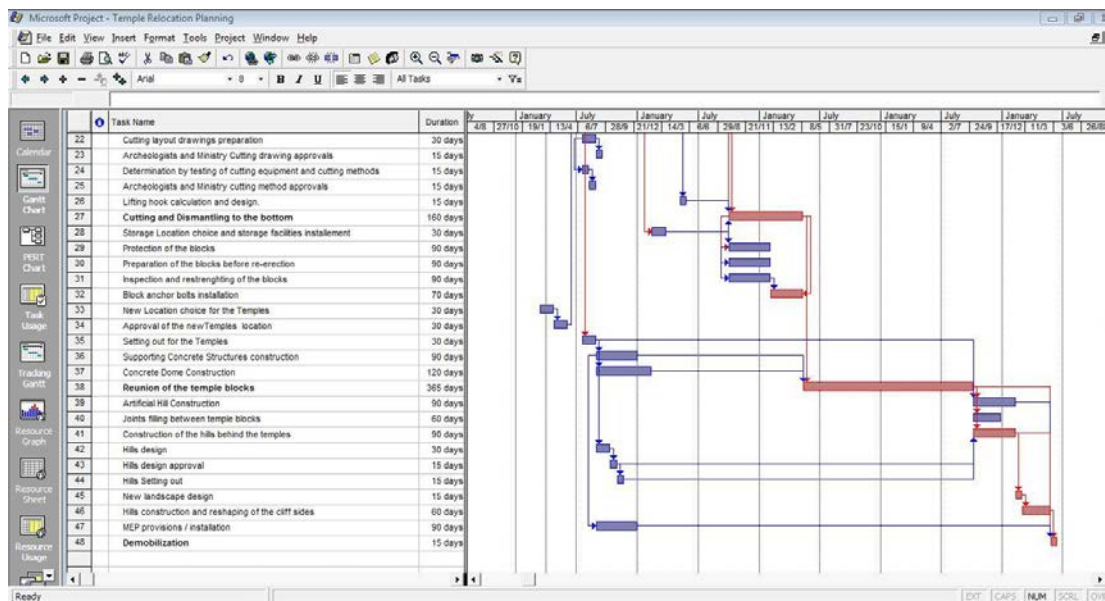 Microsoft Project - Temple Relocation Planning
File Edit View Insert Format Tools Project Window Help
Arial 8 B I U All Tasks
Task Name Duration
January July January July January July January July
4/8 27/10 19/1 13/4 6/7 28/9 21/12 14/3 6/6 29/8 21/11 13/2 8/5 31/7 23/10 15/1 9/4 2/7 24/9 17/12 11/3 3/6 26/8
22 Cutting layout drawings preparation 30 days
23 Archeologists and Ministry Cutting drawing approvals 15 days
24 Determination by testing of cutting equipment and cutting methods 15 days
25 Archeologists and Ministry cutting method approvals 15 days
26 Lifting hook calculation and design. 15 days
27 Cutting and Dismantling to the bottom 160 days
28 Storage Location choice and storage facilities installement 30 days
29 Protection of the blocks 90 days
30 Preparation of the blocks before re-erection 90 days
31 Inspection and restrenghting of the blocks 90 days
32 Block anchor bolts installation 70 days
33 New Location choice for the Temples 30 days
34 Approval of the newTemples location 30 days
35 Setting out for the Temples 30 days
36 Supporting Concrete Structures construction 90 days
37 Concrete Dome Construction 120 days
38 Reunion of the temple blocks 365 days
39 Artificial Hill Construction 90 days
40 Joints filling between temple blocks 60 days
41 Construction of the hills behind the temples 90 days
42 Hills design 30 days
43 Hills design approval 15 days
44 Hills Setting out 15 days
45 New landscape design 15 days
46 Hills construction and reshaping of the cliff sides 60 days
47 MEP provisions / installation 90 days
48 Demobilization 15 days
Calendar
Gantt
Chart
PERT
Chart
Task
Usage
Tracking
Gantt
Resource
Graph
Resource
Sheet
Resource
Usage
Ready
EXT CAPS NUM SCRL